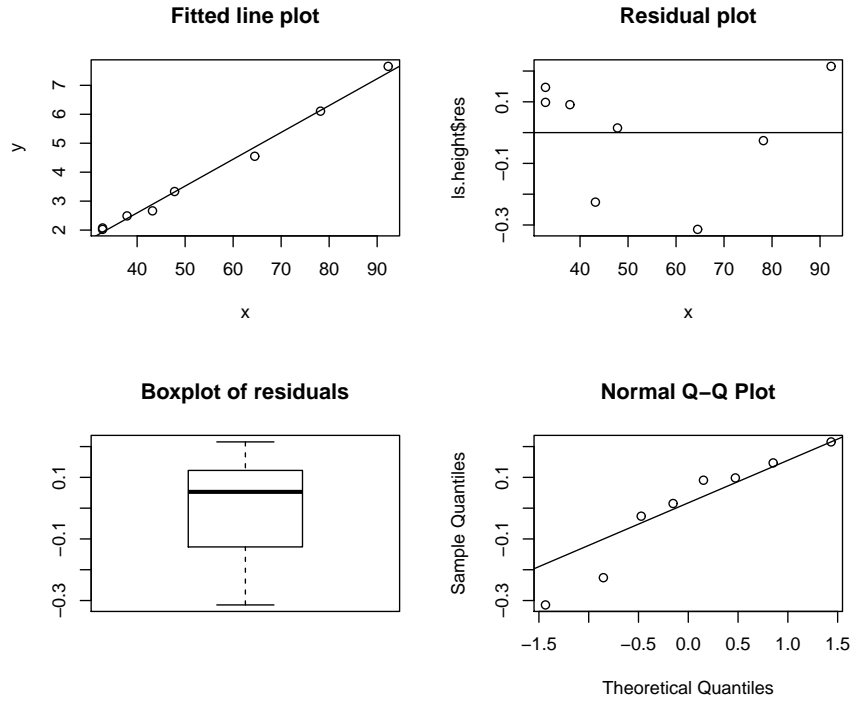 Fitted line plot
y
7
6
5
4
3
2
40 50 60 70 80 90
x
Residual plot
ls.height$res
0.1
−0.1
−0.3
40 50 60 70 80 90
x
Boxplot of residuals
0.1
−0.1
−0.3
Normal Q−Q Plot
Sample Quantiles
0.1
−0.1
−0.3
−1.5 −0.5 0.0 0.5 1.0 1.5
Theoretical Quantiles